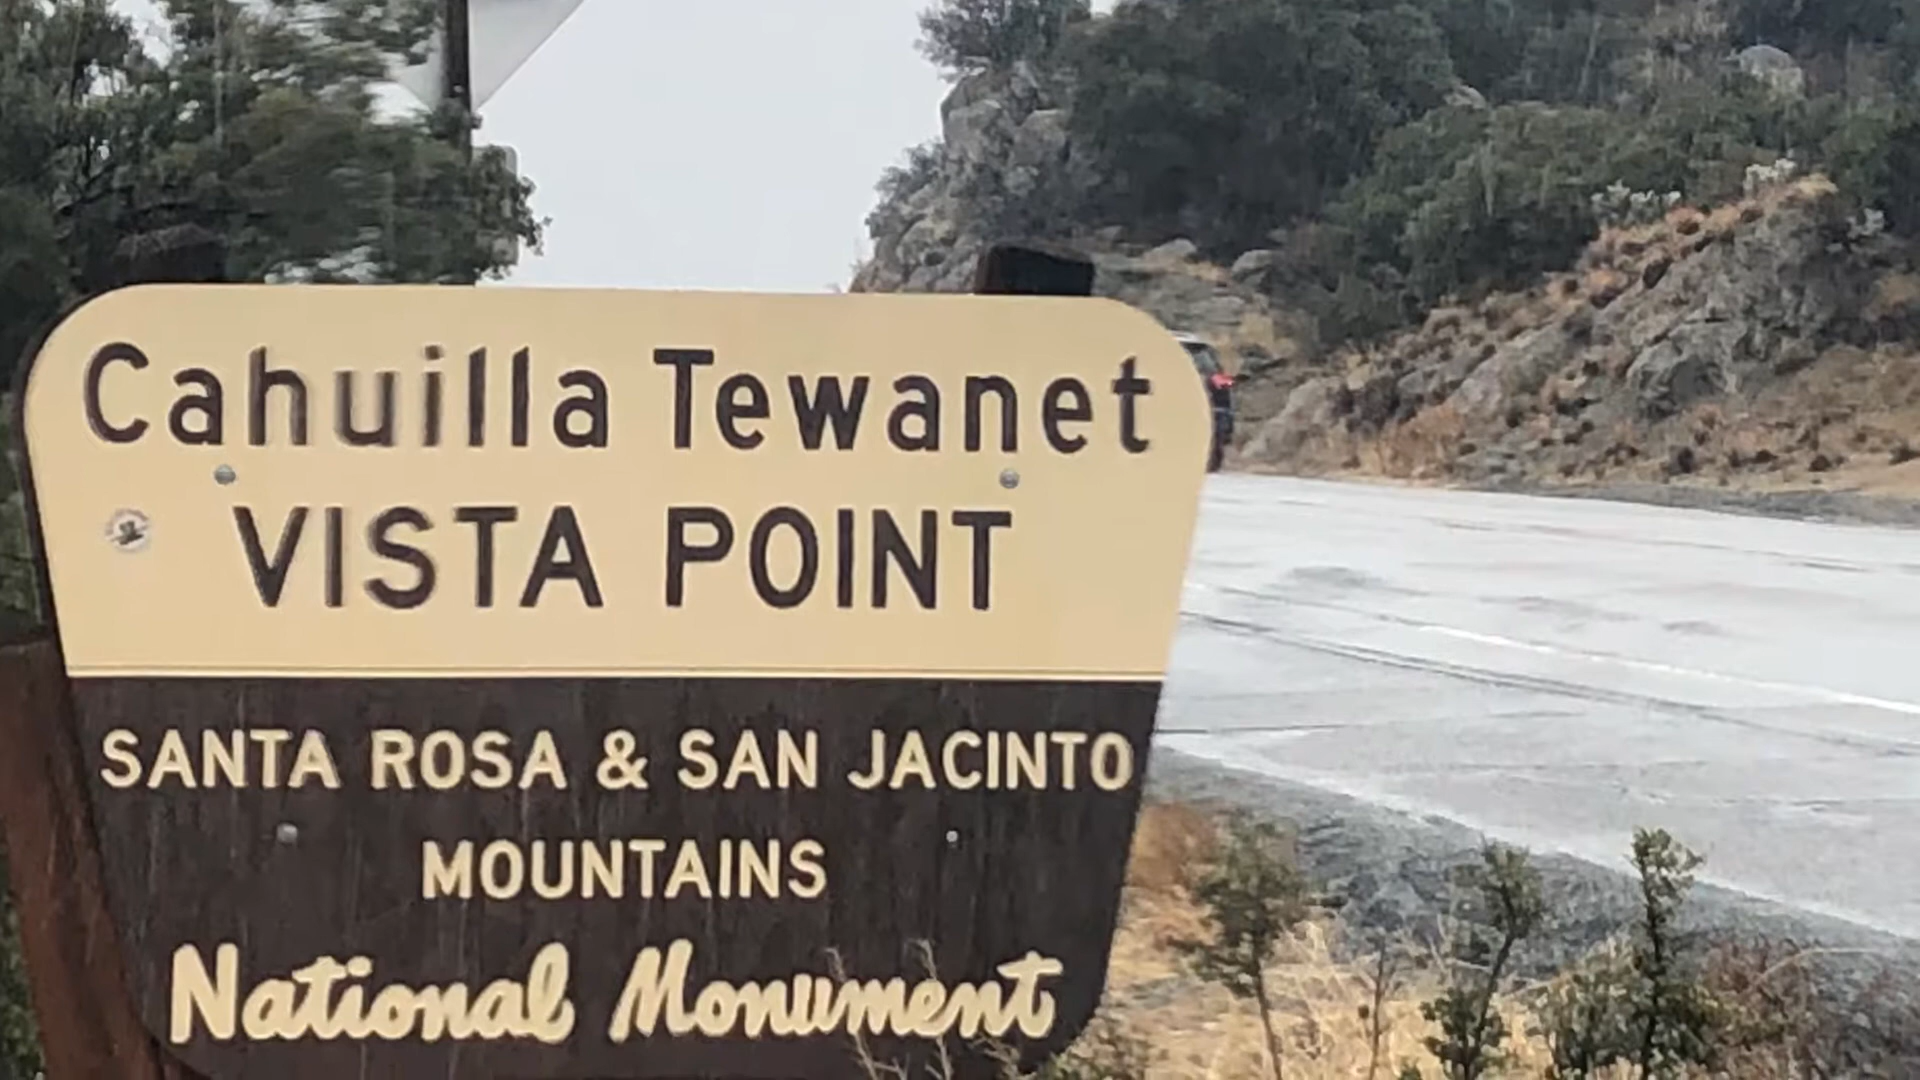 Cahuilla Tewanet
VISTA POINT
SANTA ROSA & SAN JACINTO
MOUNTAINS
National Monument